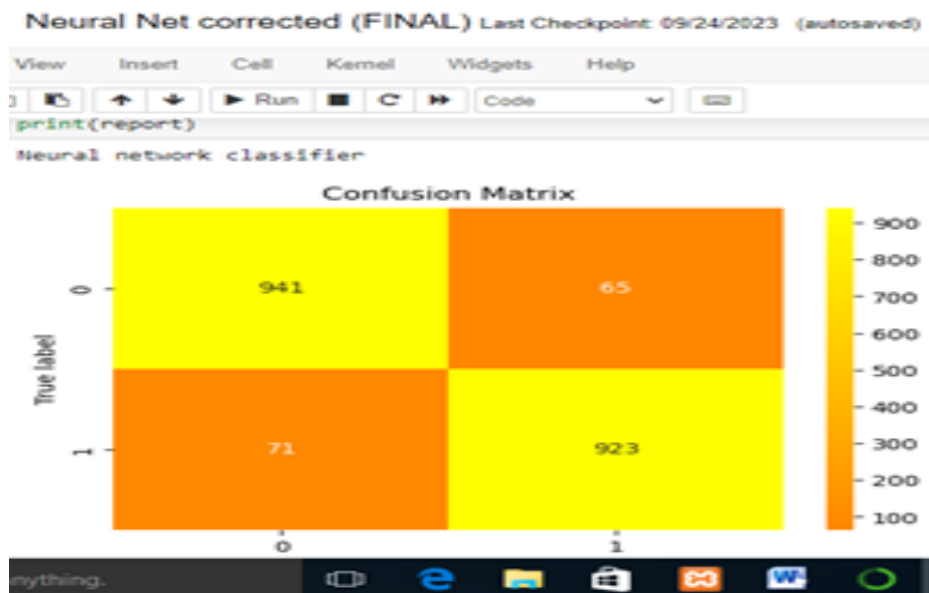 Neural Net corrected (FINAL) Last Checkpoint: 09/24/2023 (autosaved)
View Insert Cell Kernel Widgets Help
Run Code
print(report)
Neural network classifier
Confusion Matrix
900
800
700
600
500
400
300
200
100
True label
0
941 65
1
71 923
0 1
nything.
W